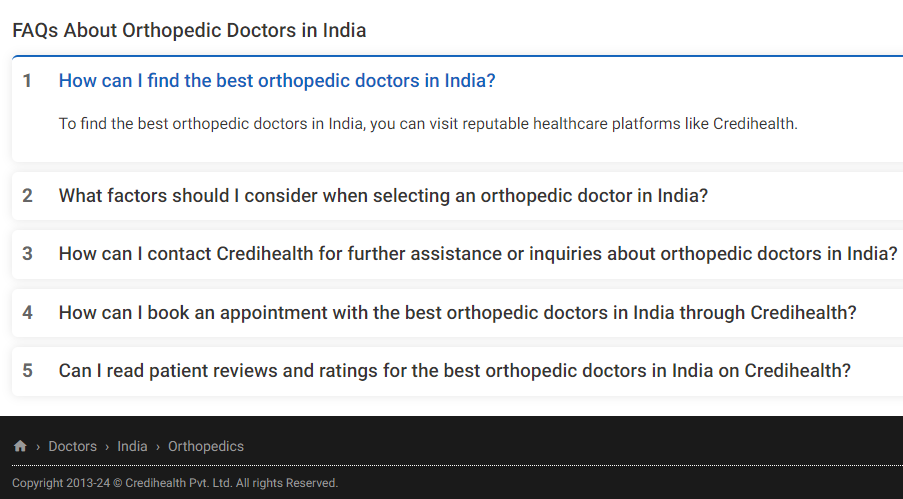 FAQs About Orthopedic Doctors in India
1 How can I find the best orthopedic doctors in India?
To find the best orthopedic doctors in India, you can visit reputable healthcare platforms like Credihealth.
2 What factors should I consider when selecting an orthopedic doctor in India?
3 How can I contact Credihealth for further assistance or inquiries about orthopedic doctors in India?
4 How can I book an appointment with the best orthopedic doctors in India through Credihealth?
5 Can I read patient reviews and ratings for the best orthopedic doctors in India on Credihealth?
› Doctors › India › Orthopedics
Copyright 2013-24 © Credihealth Pvt. Ltd. All rights Reserved.